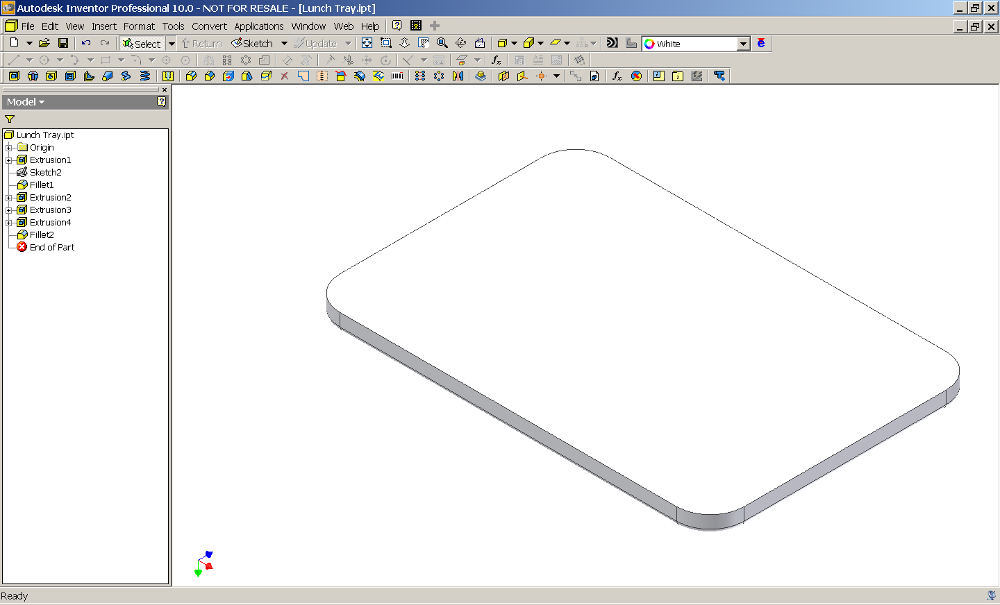 Autodesk Inventor Professional 10.0 - NOT FOR RESALE - [Lunch Tray.ipt]
File Edit View Insert Format Tools Convert Applications Window Web Help
Select Return Sketch Update White
Model
Lunch Tray.ipt
Origin
Extrusion1
Sketch2
Fillet1
Extrusion2
Extrusion3
Extrusion4
Fillet2
End of Part
Ready